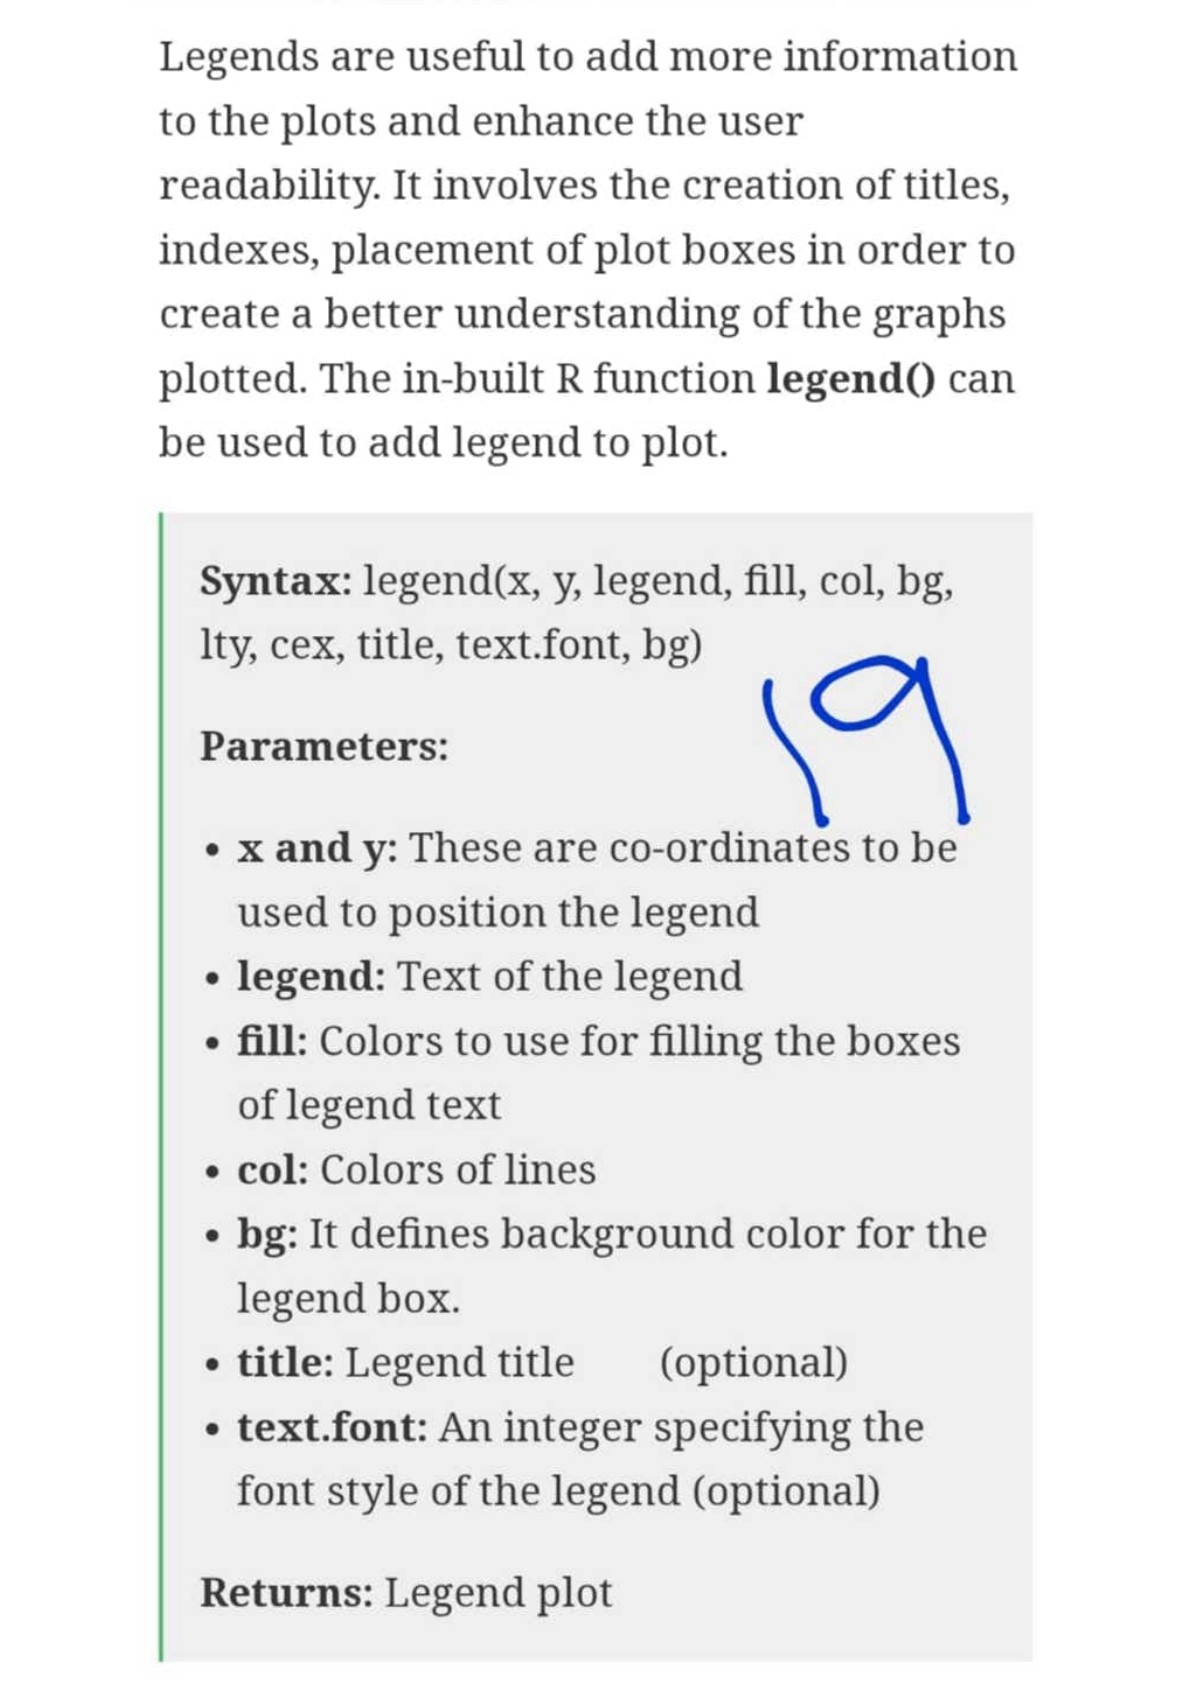 Legends are useful to add more information
to the plots and enhance the user
readability. It involves the creation of titles,
indexes, placement of plot boxes in order to
create a better understanding of the graphs
plotted. The in-built R function legend() can
be used to add legend to plot.
Syntax: legend(x, y, legend, fill, col, bg,
lty, cex, title, text.font, bg)
19
Parameters:
• x and y: These are co-ordinates to be
used to position the legend
• legend: Text of the legend
• fill: Colors to use for filling the boxes
of legend text
• col: Colors of lines
• bg: It defines background color for the
legend box.
• title: Legend title (optional)
• text.font: An integer specifying the
font style of the legend (optional)
Returns: Legend plot